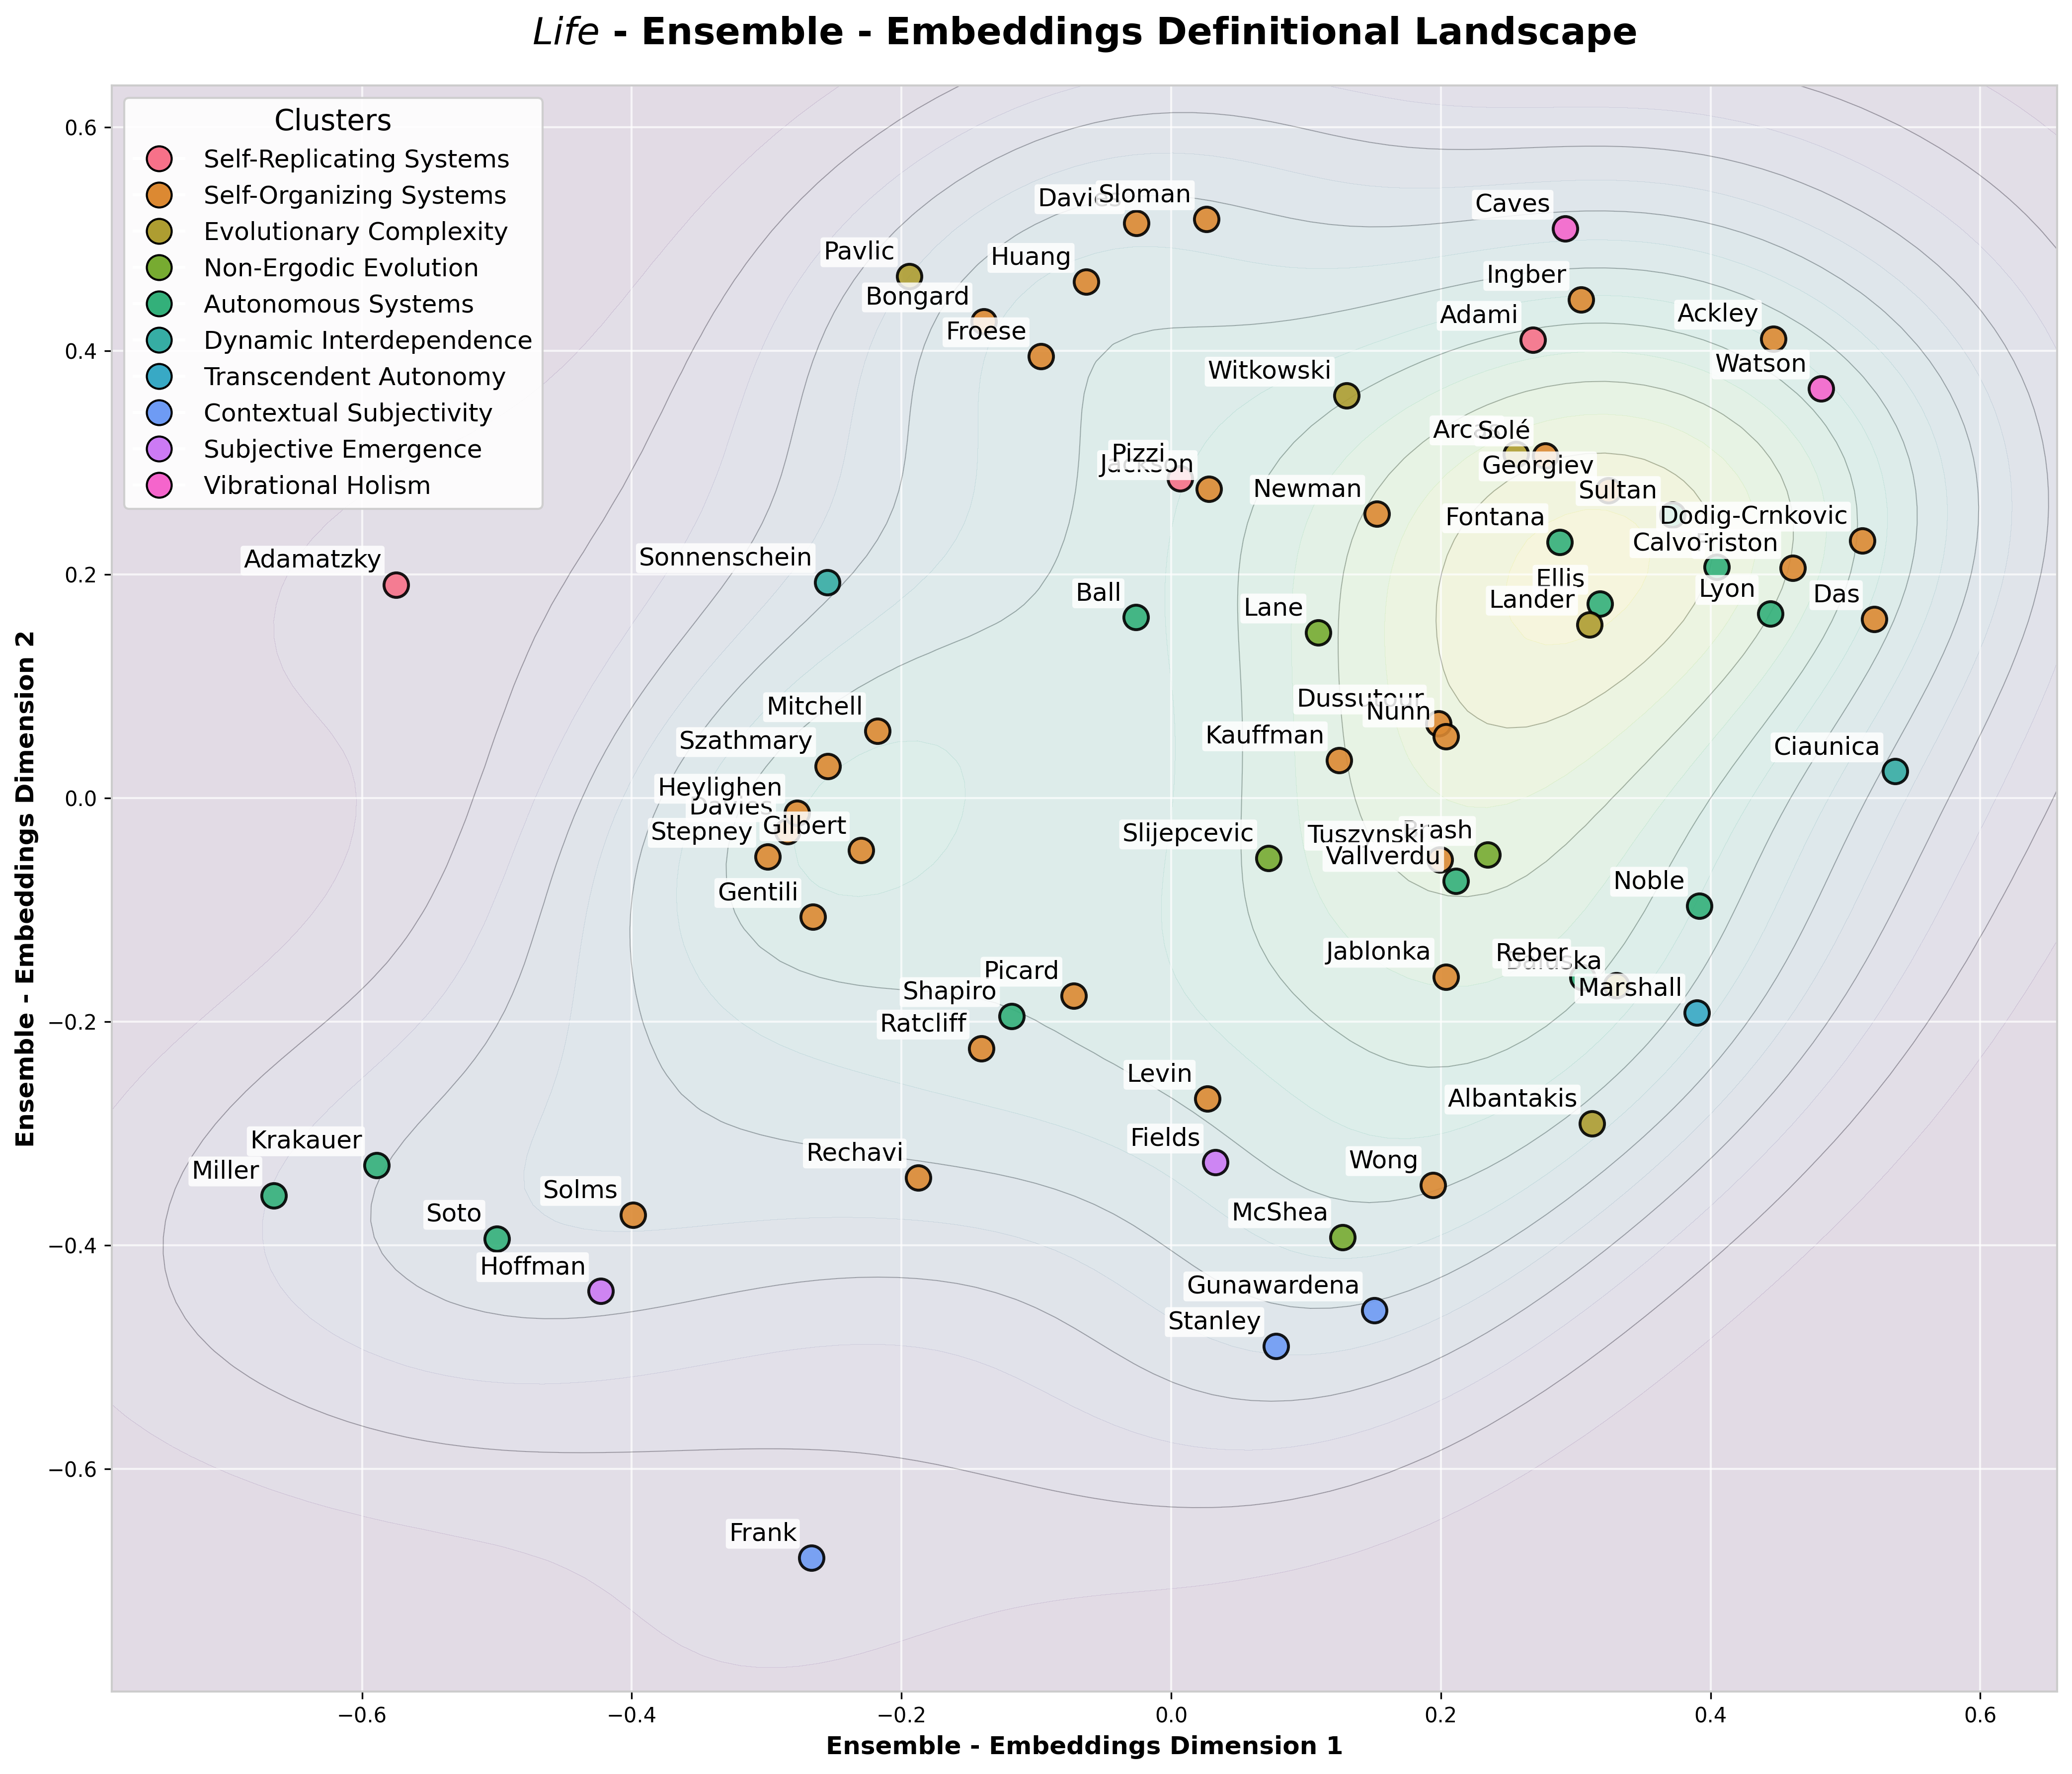 Life - Ensemble - Embeddings Definitional Landscape
Clusters
Self-Replicating Systems
Self-Organizing Systems
Evolutionary Complexity
Non-Ergodic Evolution
Autonomous Systems
Dynamic Interdependence
Transcendent Autonomy
Contextual Subjectivity
Subjective Emergence
Vibrational Holism
Sloman
Caves
Pavlic
Huang
Ingber
Bongard
Adami
Ackley
Froese
Watson
Witkowski
Solé
Pizzi
Jackson
Georgiev
Newman
Sultan
Fontana
Dodig-Crnkovic
Calvo
Adamatzky
Sonnenschein
Ellis
Ball
Lander
Lyon
Das
Lane
Mitchell
Dussutour
Nunn
Szathmary
Kauffman
Ciaunica
Heylighen
Davies
Stepney
Gilbert
Slijepcevic
Tuszynski
Vallverdu
Gentili
Noble
Jablonka
Reber
Picard
Marshall
Shapiro
Ratcliff
Levin
Albantakis
Krakauer
Fields
Miller
Rechavi
Wong
Solms
Soto
McShea
Hoffman
Gunawardena
Stanley
Frank
0.6
0.4
0.2
0.0
−0.2
−0.4
−0.6
−0.6
−0.4
−0.2
0.0
0.2
0.4
0.6
Ensemble - Embeddings Dimension 2
Ensemble - Embeddings Dimension 1